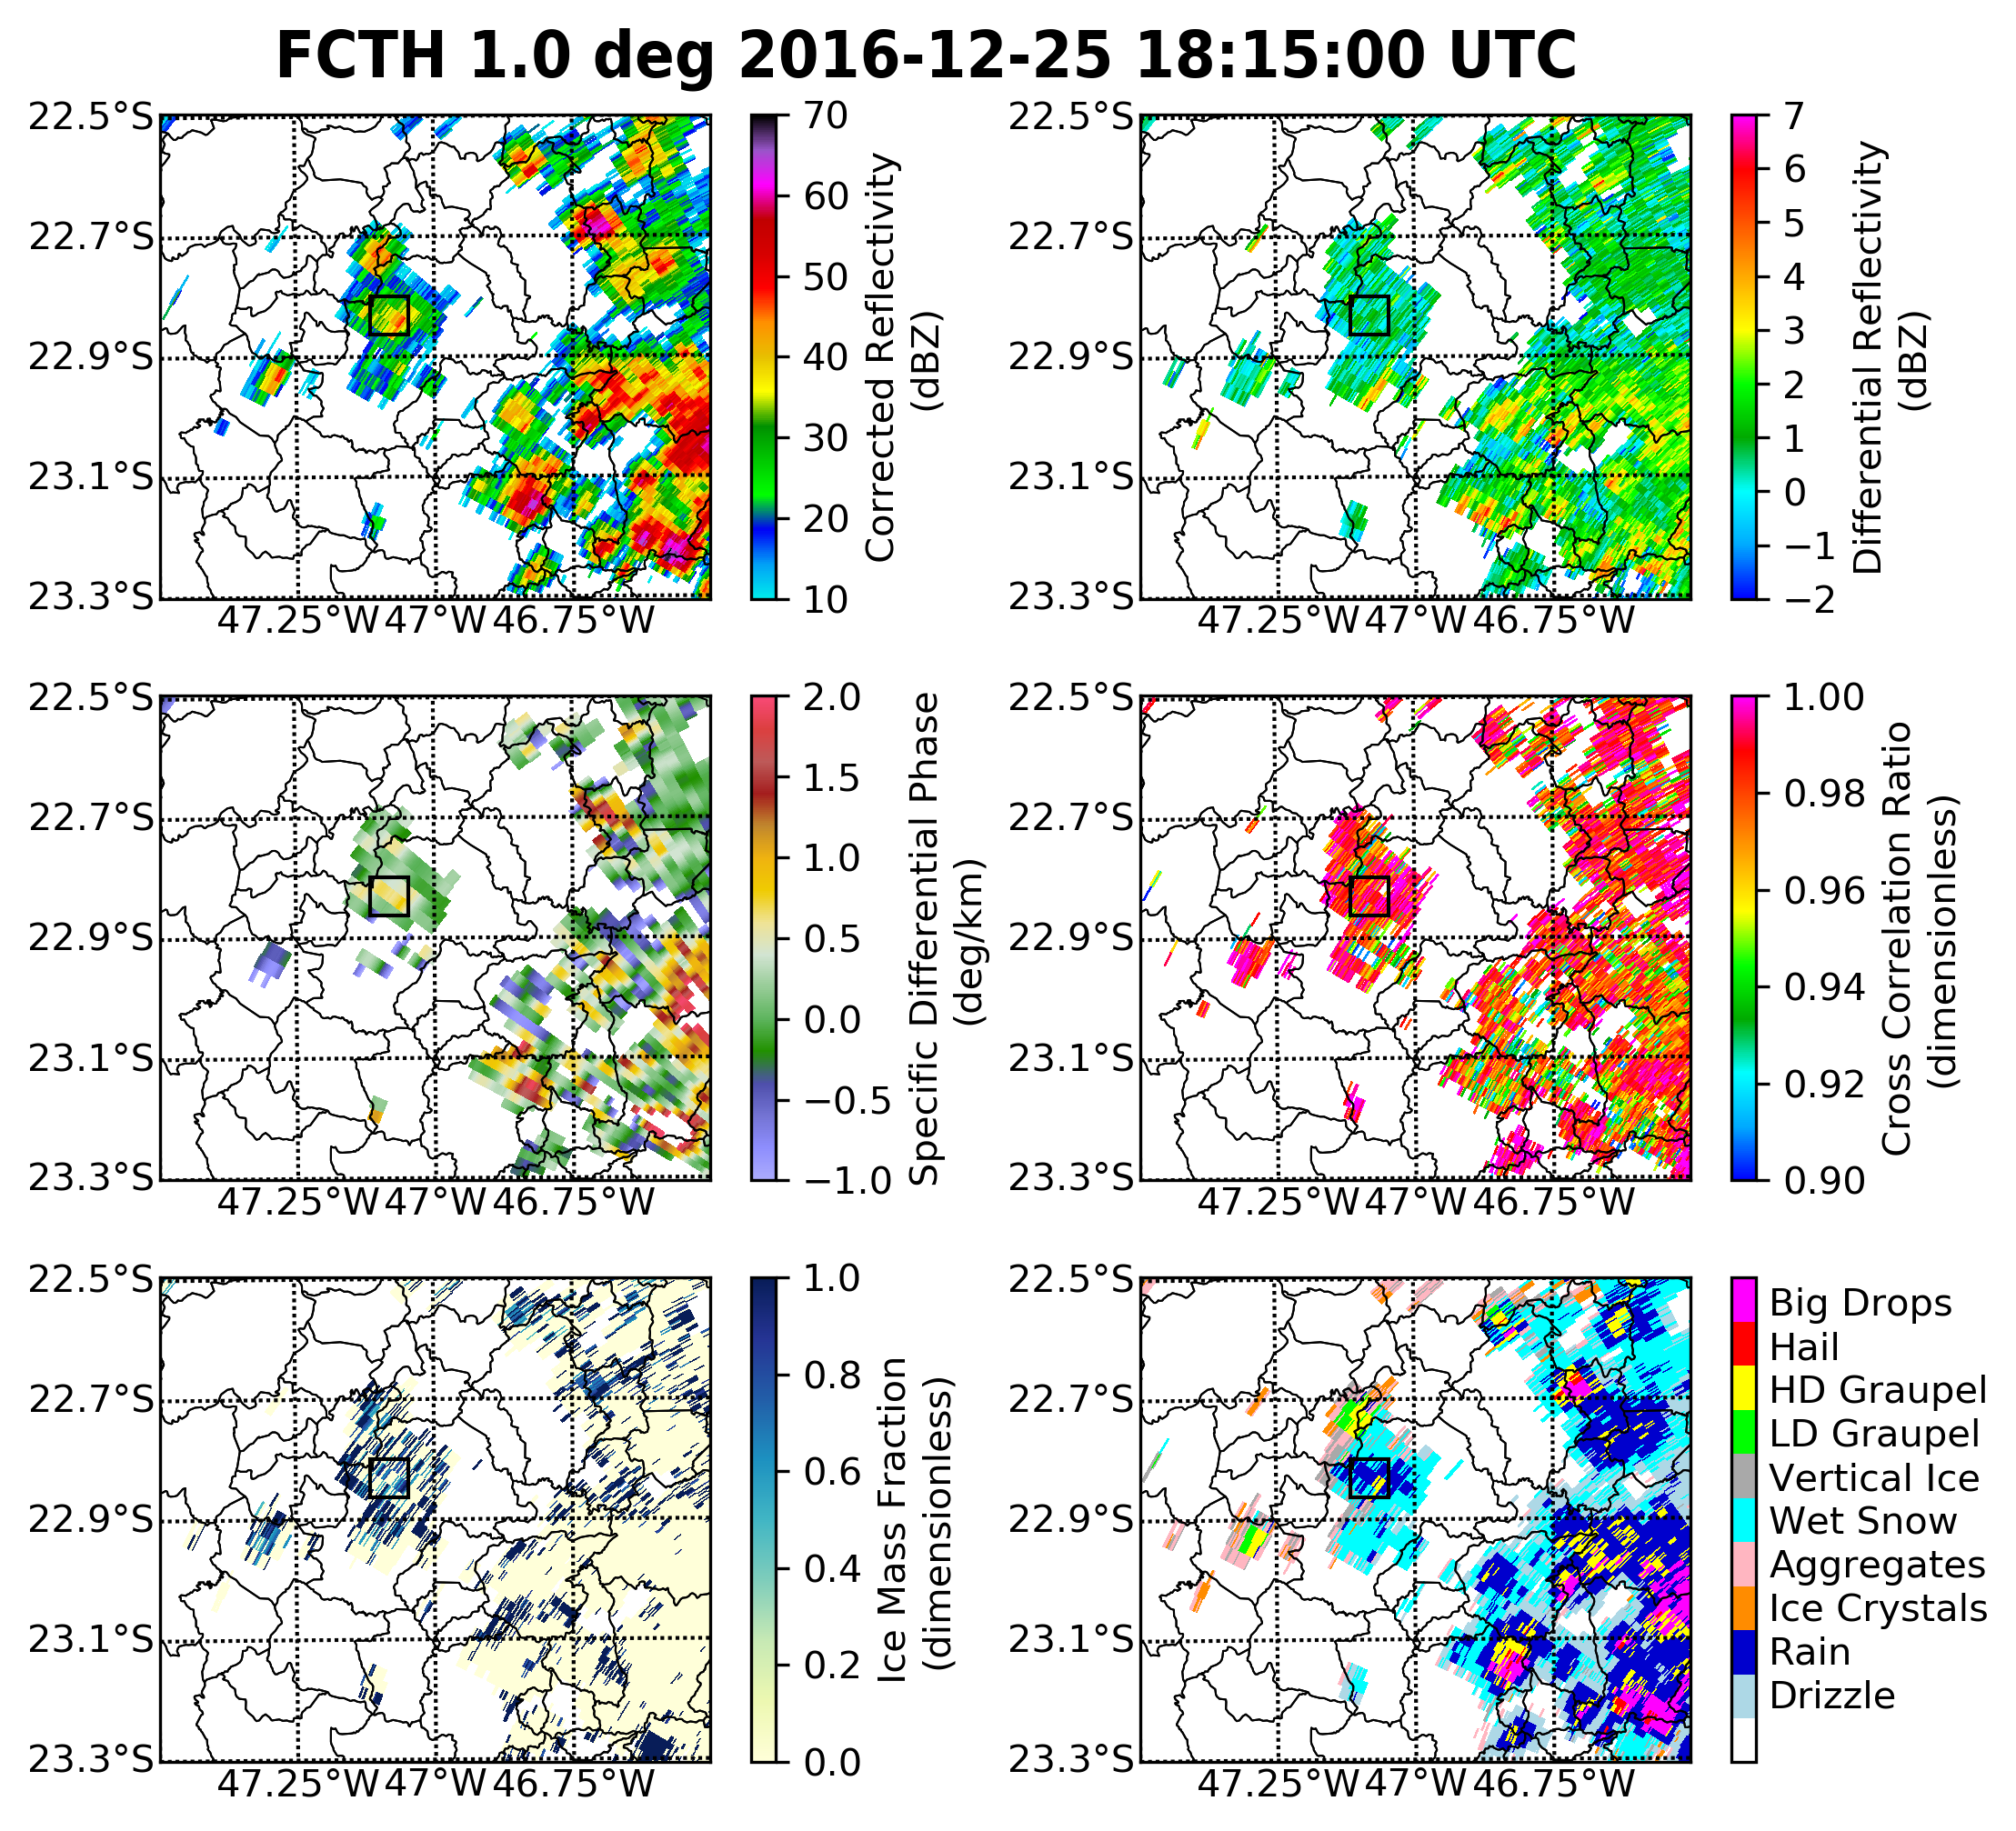 FCTH 1.0 deg 2016-12-25 18:15:00 UTC
22.5°S
22.7°S
22.9°S
23.1°S
23.3°S
47.25°W 47°W 46.75°W
70
60
50
40
30
20
10
Corrected Reflectivity
(dBZ)
22.5°S
22.7°S
22.9°S
23.1°S
23.3°S
47.25°W 47°W 46.75°W
7
6
5
4
3
2
1
0
−1
−2
Differential Reflectivity
(dBZ)
22.5°S
22.7°S
22.9°S
23.1°S
23.3°S
47.25°W 47°W 46.75°W
2.0
1.5
1.0
0.5
0.0
−0.5
−1.0
Specific Differential Phase
(deg/km)
22.5°S
22.7°S
22.9°S
23.1°S
23.3°S
47.25°W 47°W 46.75°W
1.00
0.98
0.96
0.94
0.92
0.90
Cross Correlation Ratio
(dimensionless)
22.5°S
22.7°S
22.9°S
23.1°S
23.3°S
47.25°W 47°W 46.75°W
1.0
0.8
0.6
0.4
0.2
0.0
Ice Mass Fraction
(dimensionless)
22.5°S
22.7°S
22.9°S
23.1°S
23.3°S
47.25°W 47°W 46.75°W
Big Drops
Hail
HD Graupel
LD Graupel
Vertical Ice
Wet Snow
Aggregates
Ice Crystals
Rain
Drizzle